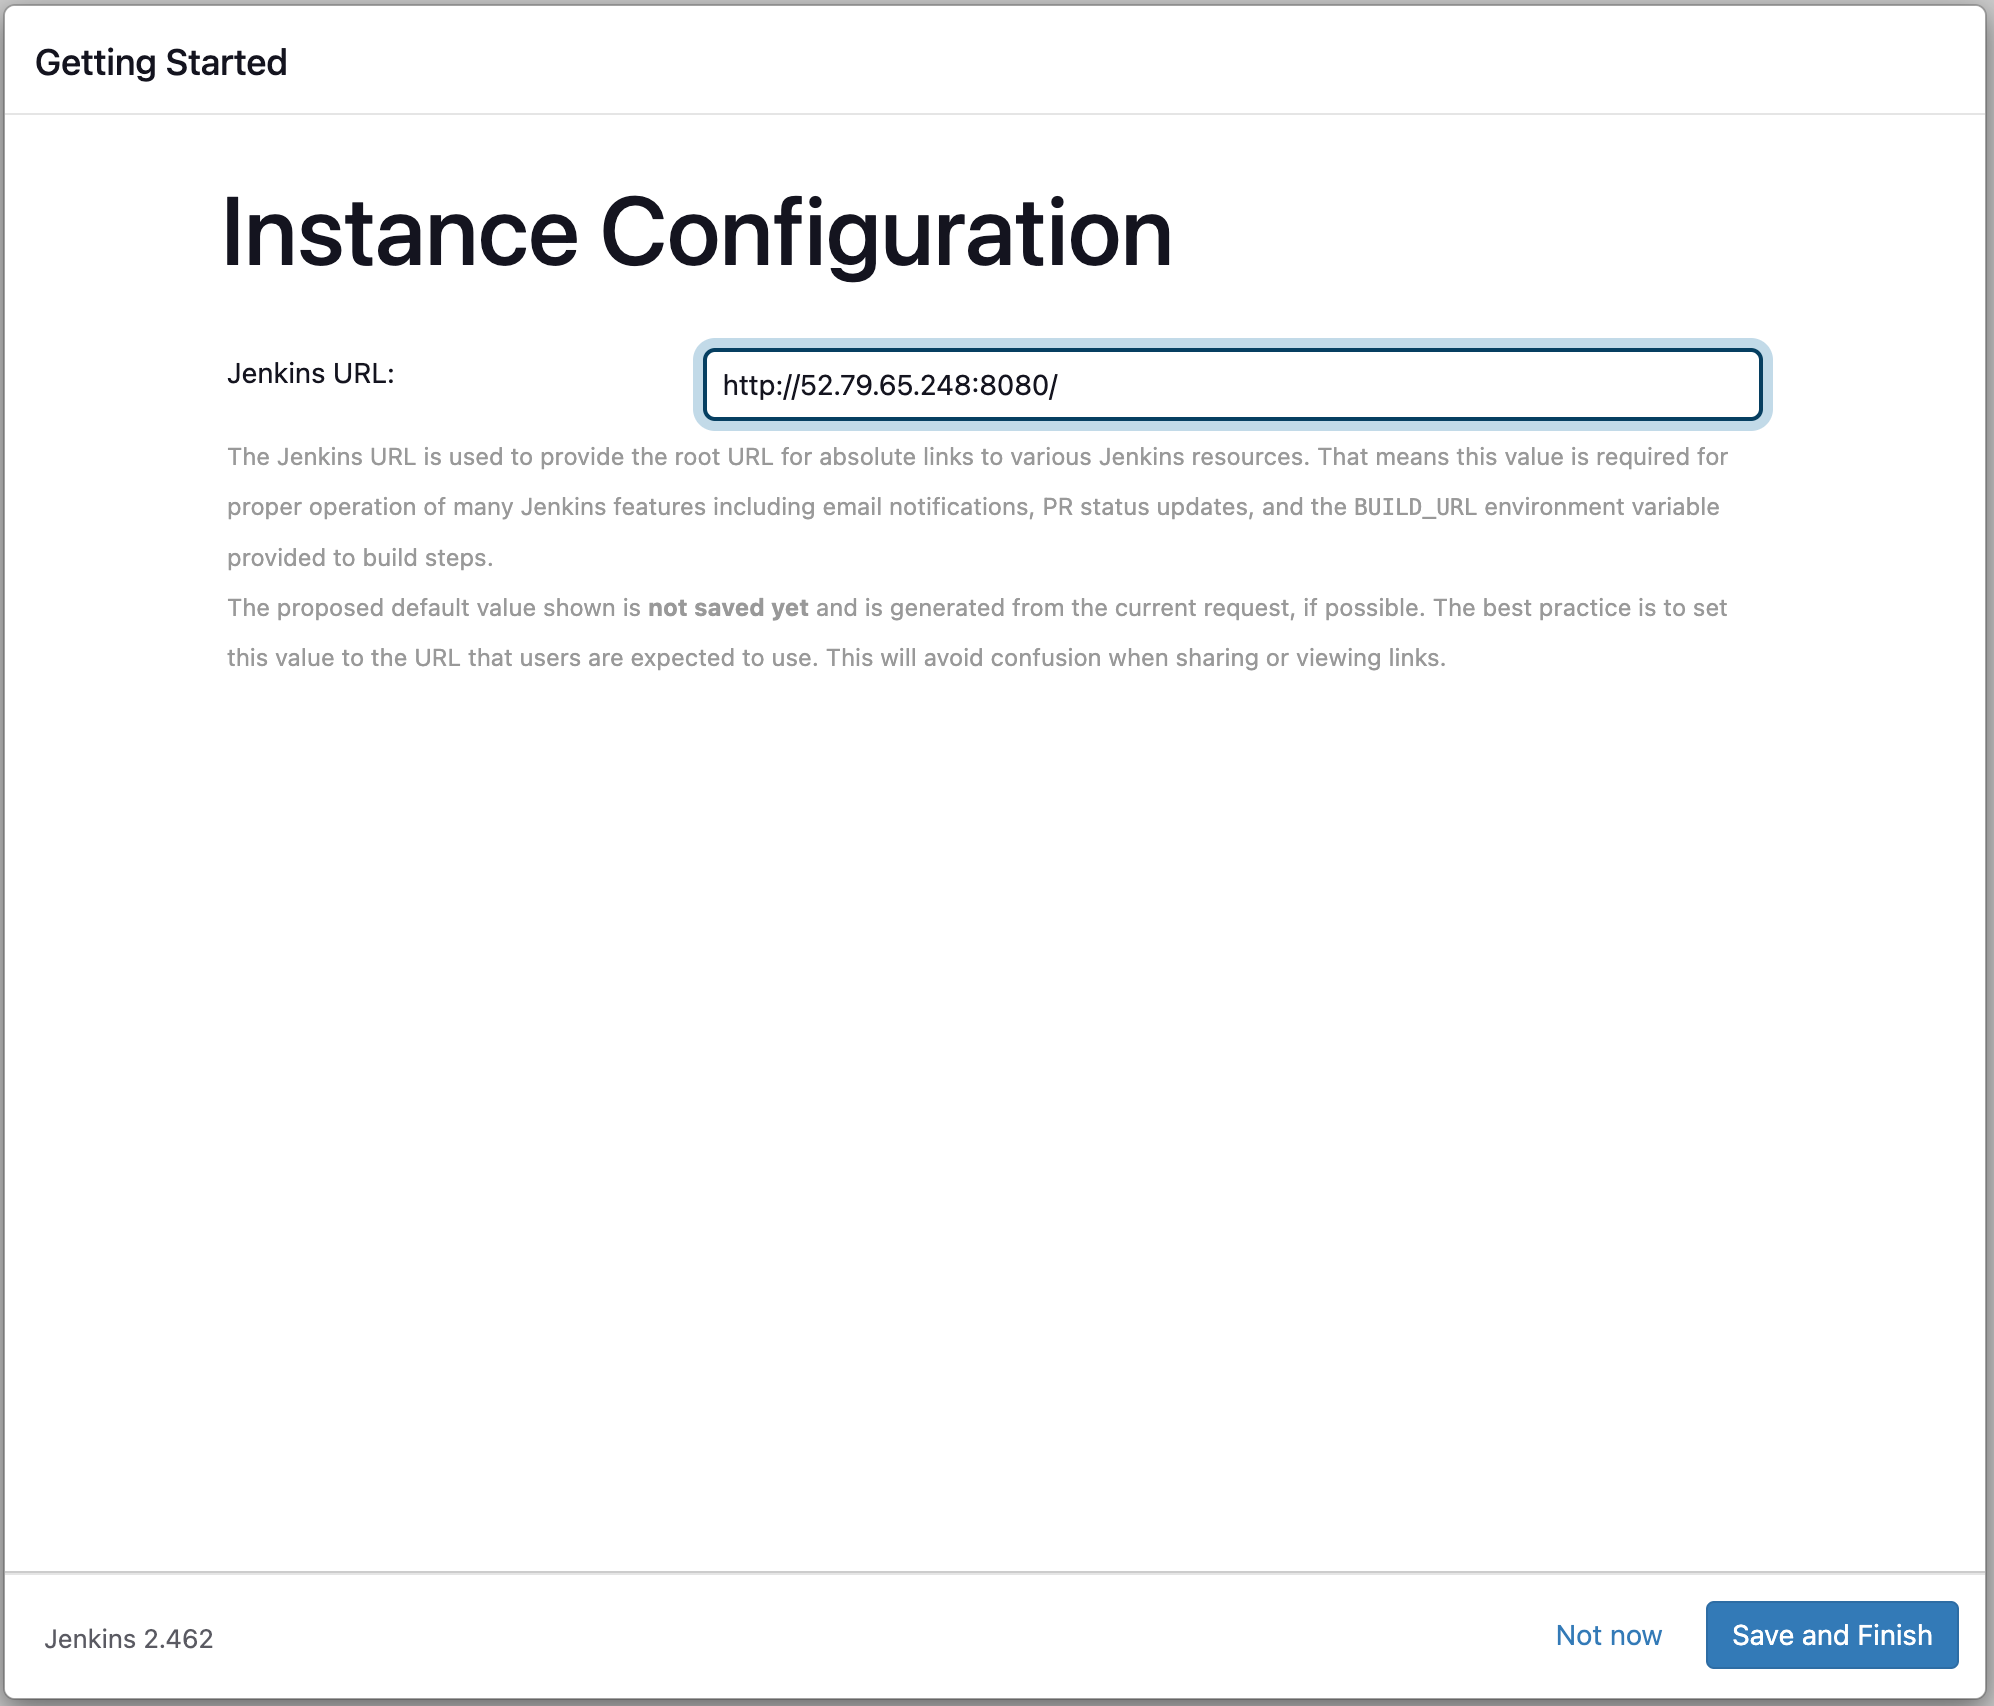 Getting Started
Instance Configuration
Jenkins URL:
http://52.79.65.248:8080/
The Jenkins URL is used to provide the root URL for absolute links to various Jenkins resources. That means this value is required for
proper operation of many Jenkins features including email notifications, PR status updates, and the BUILD_URL environment variable
provided to build steps.
The proposed default value shown is not saved yet and is generated from the current request, if possible. The best practice is to set
this value to the URL that users are expected to use. This will avoid confusion when sharing or viewing links.
Jenkins 2.462
Not now
Save and Finish